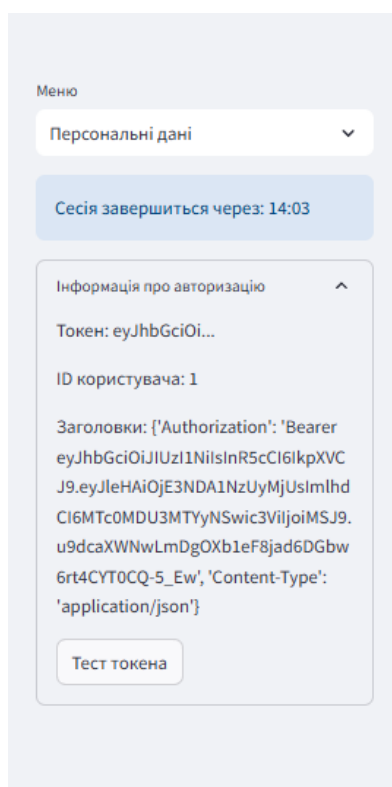 Меню
Персональні дані
Сесія завершиться через: 14:03
Інформація про авторизацію
Токен: eyJhbGciOi...
ID користувача: 1
Заголовки: {'Authorization': 'Bearer
eyJhbGciOiJIUzI1NiIsInR5cCI6IkpXVC
J9.eyJleHAiOjE3NDA1NzUyMjUsImlhd
CI6MTc0MDU3MTYyNSwic3ViIjoiMSJ9.
u9dcaXWNwLmDgOXb1eF8jad6DGbw
6rt4CYT0CQ-5_Ew', 'Content-Type':
'application/json'}
Тест токена